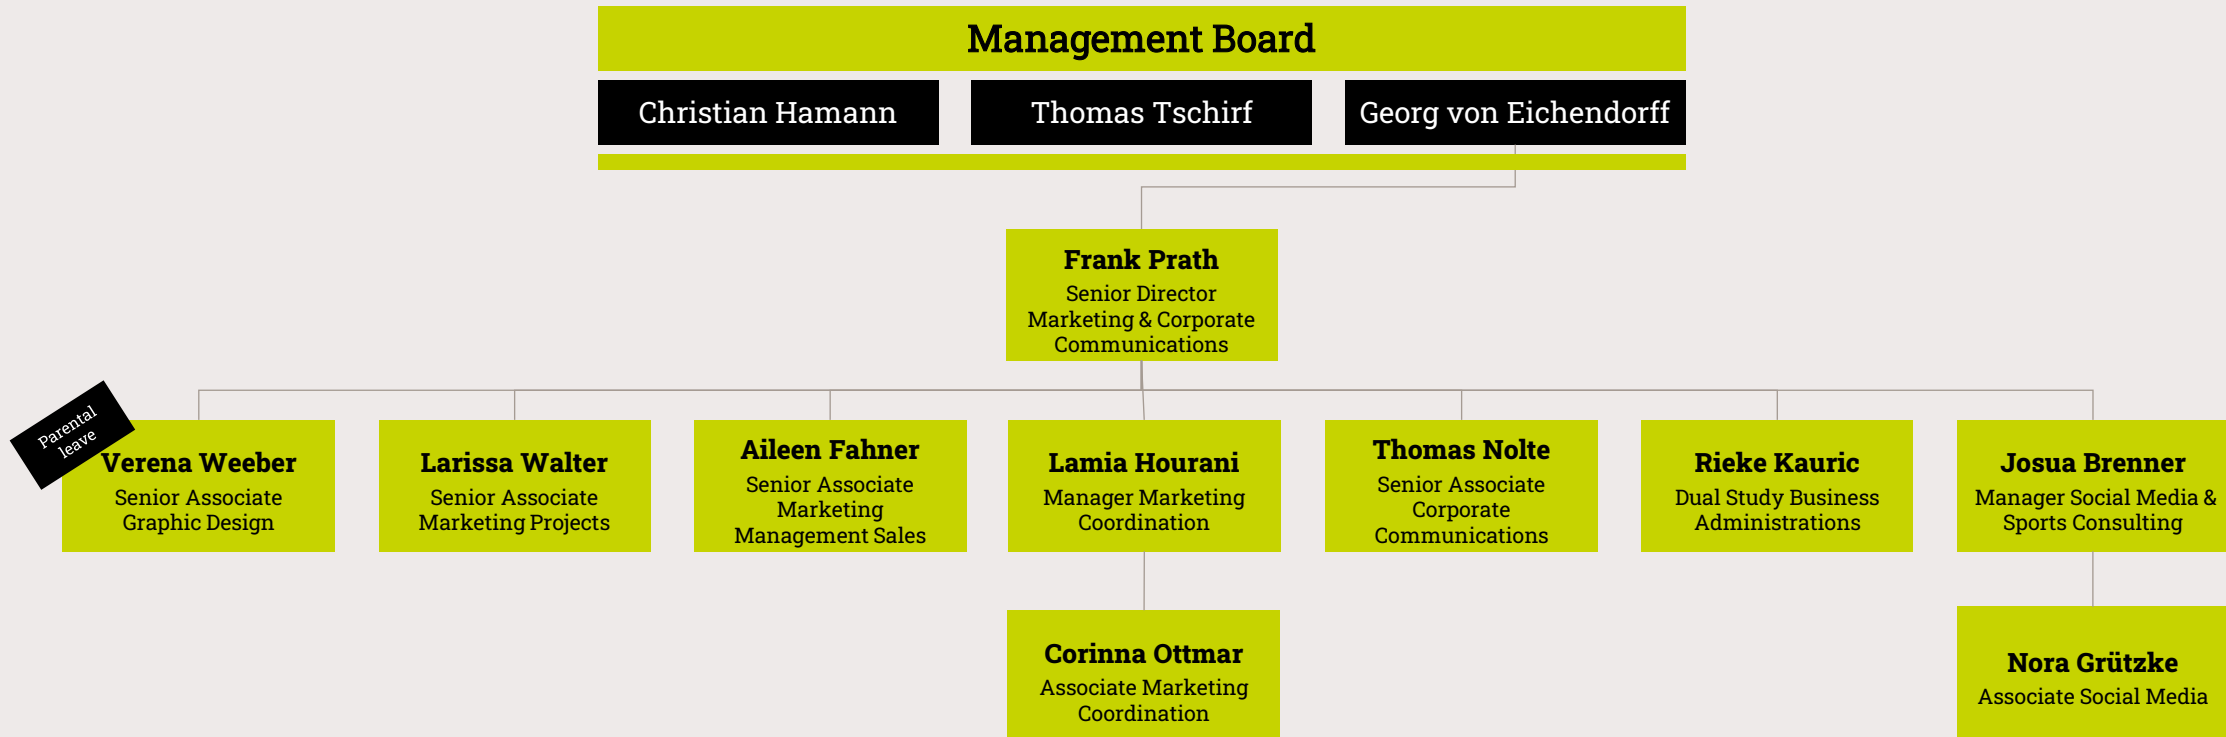 Management Board
Christian Hamann
Thomas Tschirf
Georg von Eichendorff
Frank Prath
Senior Director
Marketing & Corporate
Communications
Parental
leave
Verena Weeber
Senior Associate
Graphic Design
Larissa Walter
Senior Associate
Marketing Projects
Aileen Fahner
Senior Associate
Marketing
Management Sales
Lamia Hourani
Manager Marketing
Coordination
Thomas Nolte
Senior Associate
Corporate
Communications
Rieke Kauric
Dual Study Business
Administrations
Josua Brenner
Manager Social Media &
Sports Consulting
Corinna Ottmar
Associate Marketing
Coordination
Nora Grützke
Associate Social Media